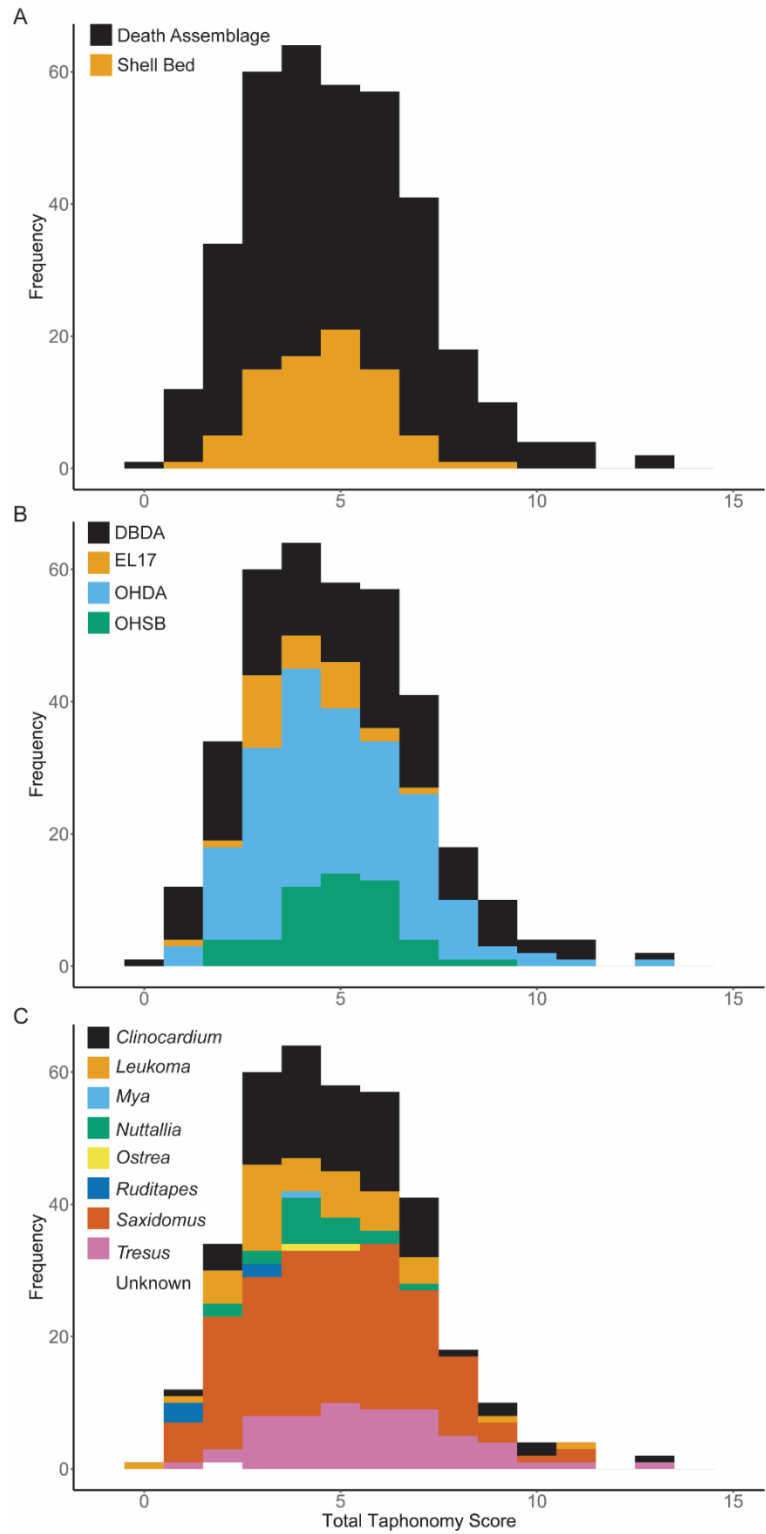 A
Death Assemblage
Shell Bed
Frequency
60
40
20
0
0 5 10 15
B
DBDA
EL17
OHDA
OHSB
Frequency
60
40
20
0
0 5 10 15
C
Clinocardium
Leukoma
Mya
Nuttallia
Ostrea
Ruditapes
Saxidomus
Tresus
Unknown
Frequency
60
40
20
0
0 5 10 15
Total Taphonomy Score